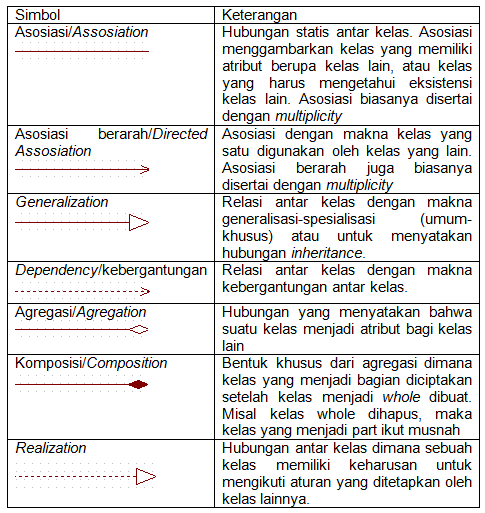 Simbol
Keterangan
Asosiasi/Assosiation
Hubungan statis antar kelas. Asosiasi
menggambarkan kelas yang memiliki
atribut berupa kelas lain, atau kelas
yang harus mengetahui eksistensi
kelas lain. Asosiasi biasanya disertai
dengan multiplicity
Asosiasi berarah/Directed
Assosiation
Asosiasi dengan makna kelas yang
satu digunakan oleh kelas yang lain.
Asosiasi berarah juga biasanya
disertai dengan multiplicity
Generalization
Relasi antar kelas dengan makna
generalisasi-spesialisasi (umum-
khusus) atau untuk menyatakan
hubungan inheritance.
Dependency/kebergantungan
Relasi antar kelas dengan makna
kebergantungan antar kelas.
Agregasi/Agregation
Hubungan yang menyatakan bahwa
suatu kelas menjadi atribut bagi kelas
lain
Komposisi/Composition
Bentuk khusus dari agregasi dimana
kelas yang menjadi bagian diciptakan
setelah kelas menjadi whole dibuat.
Misal kelas whole dihapus, maka
kelas yang menjadi part ikut musnah
Realization
Hubungan antar kelas dimana sebuah
kelas memiliki keharusan untuk
mengikuti aturan yang ditetapkan oleh
kelas lainnya.